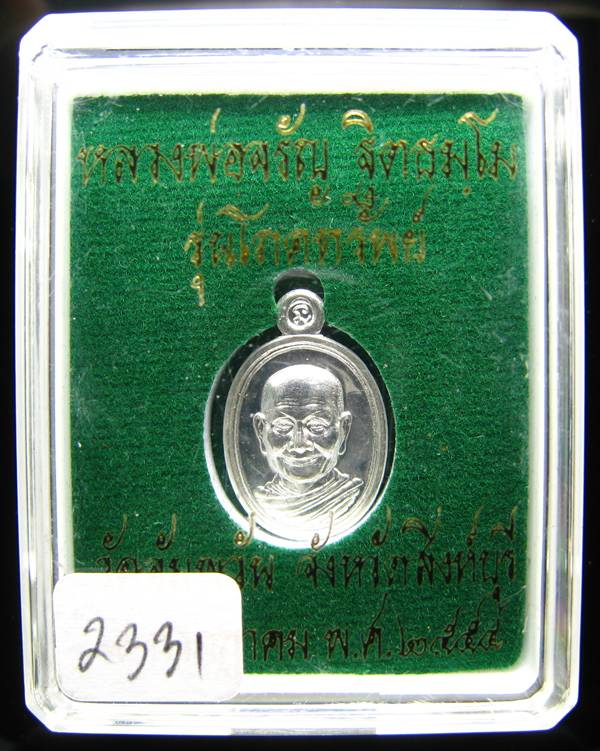 หลวงพ่อจรัญ ฐิตธมฺโม
รุ่นโภคทรัพย์
วัดอัมพวัน จังหวัดสิงห์บุรี
พ.ศ.๒๕๕๔
2331